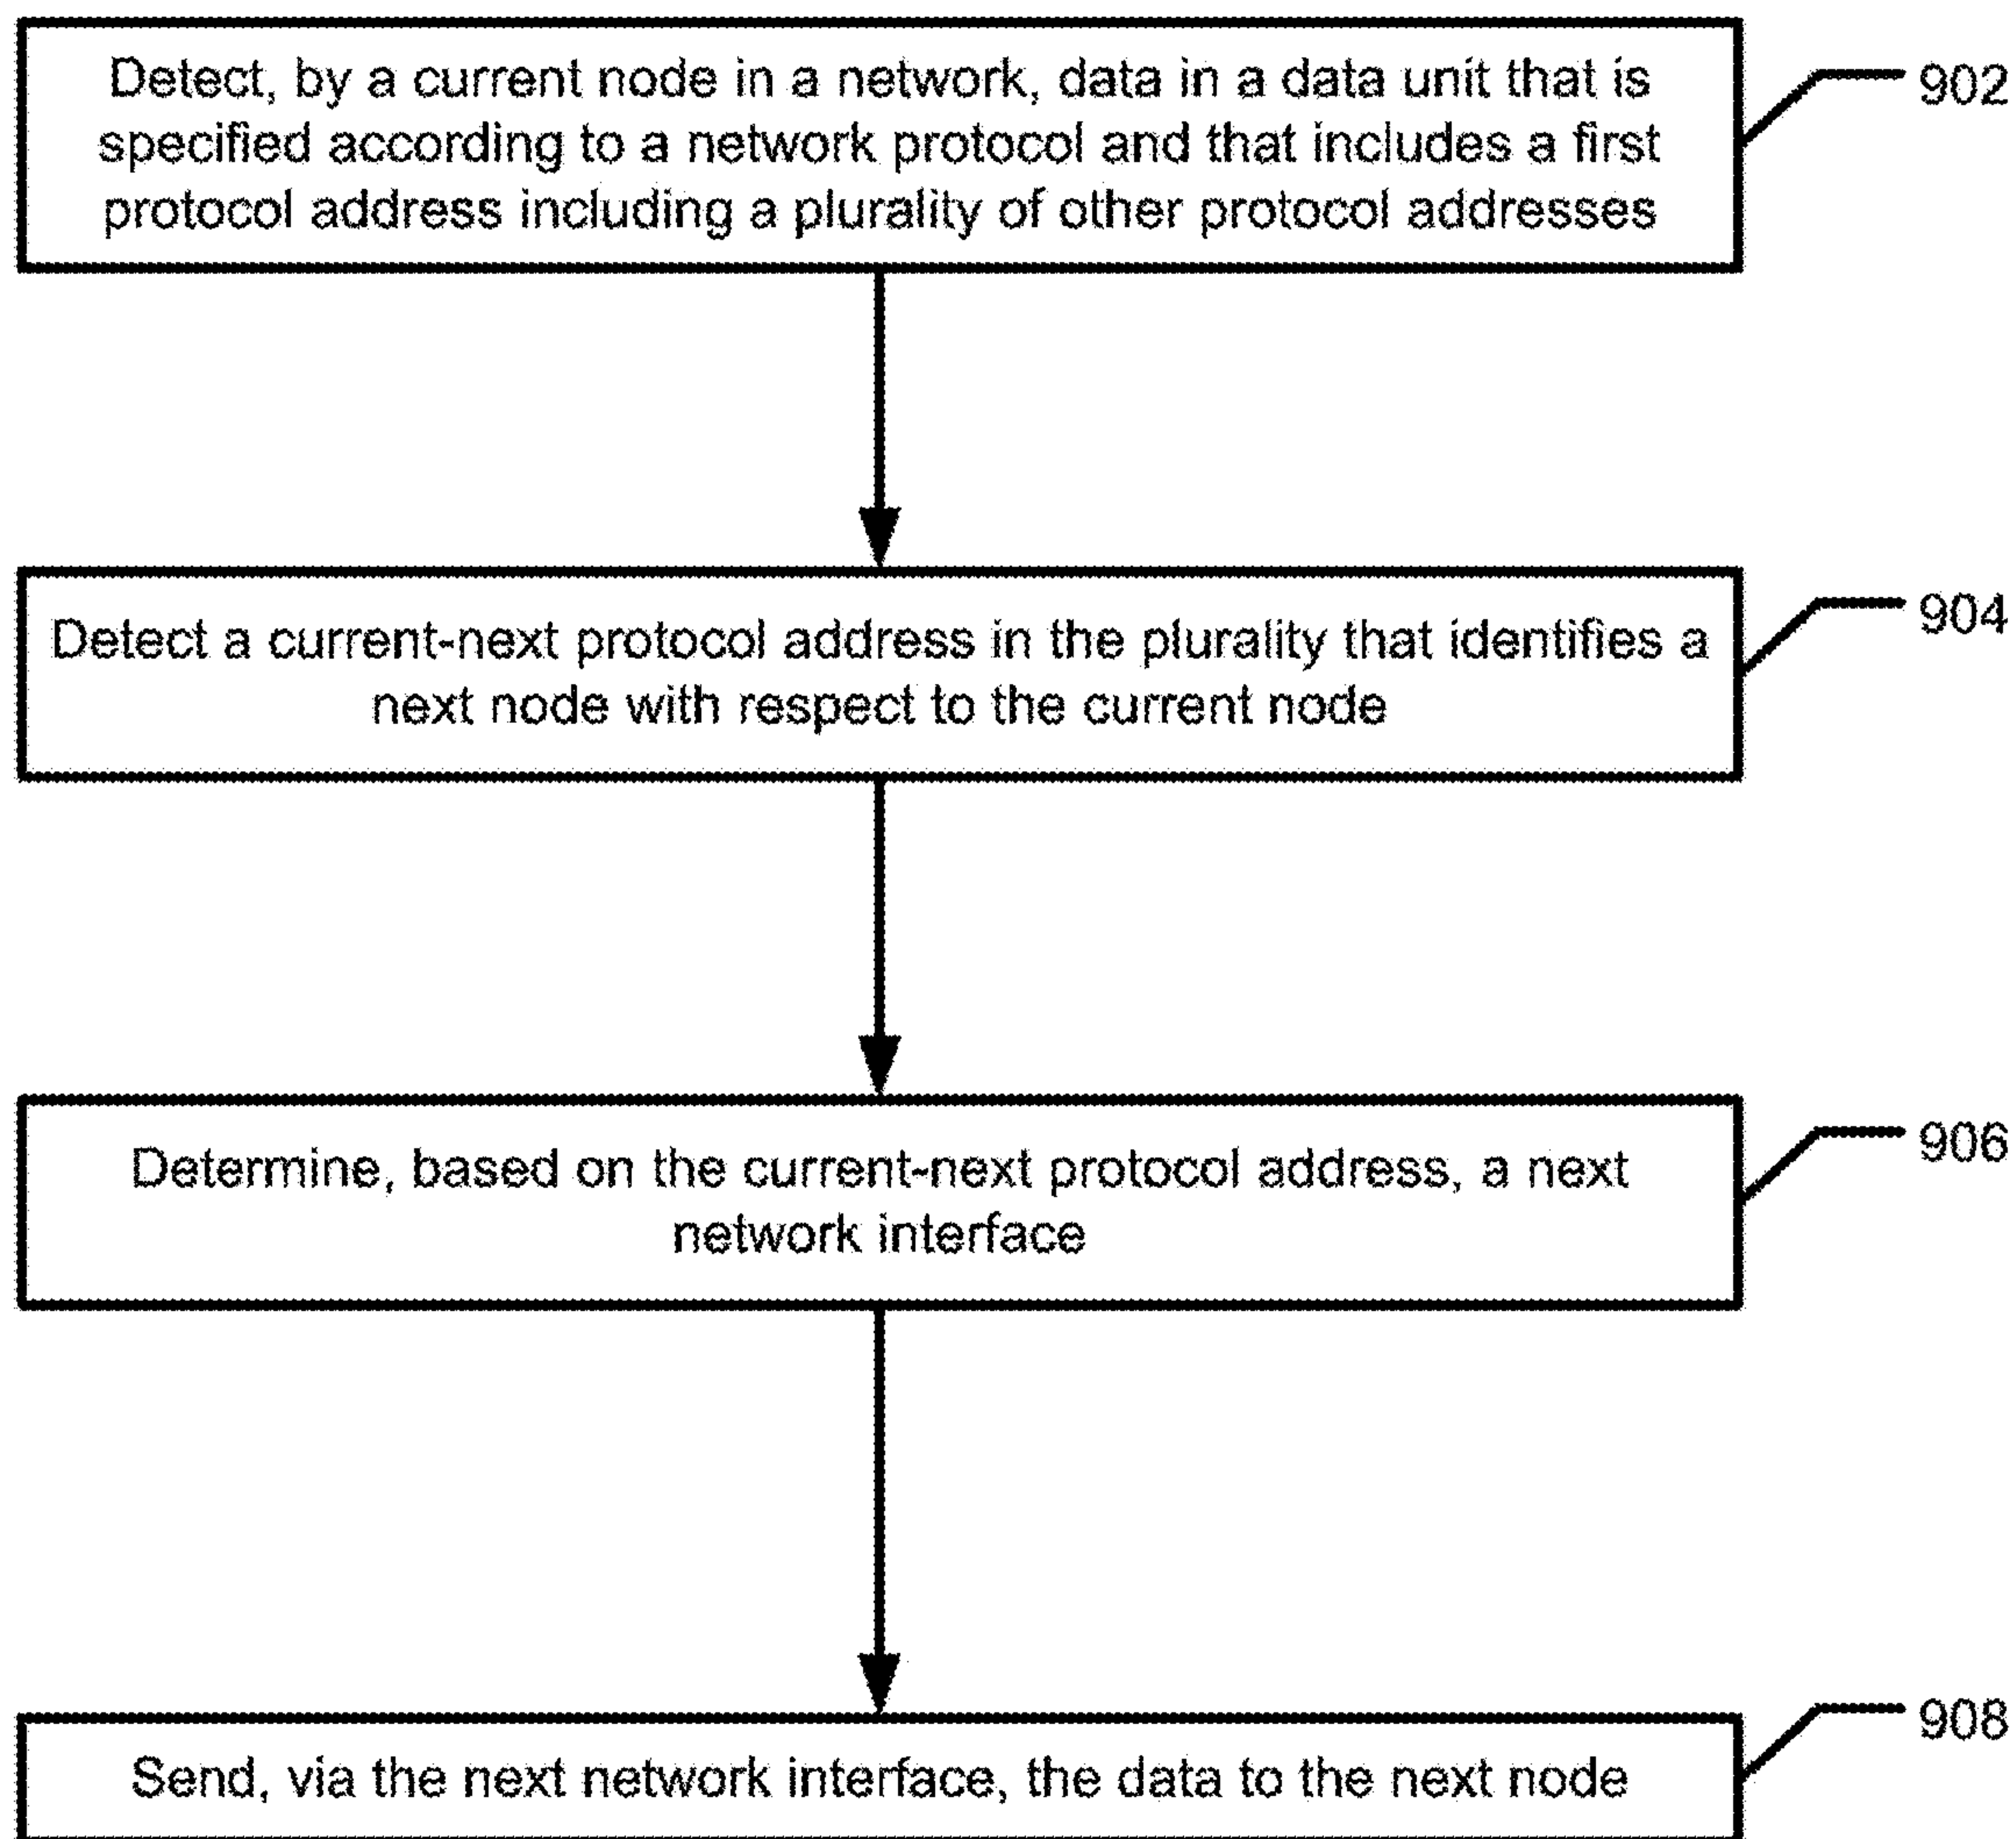 Detect, by a current node in a network, data in a data unit that is
specified according to a network protocol and that includes a first
protocol address including a plurality of other protocol addresses
902
Detect a current-next protocol address in the plurality that identifies a
next node with respect to the current node
904
Determine, based on the current-next protocol address, a next
network interface
906
Send, via the next network interface, the data to the next node
908